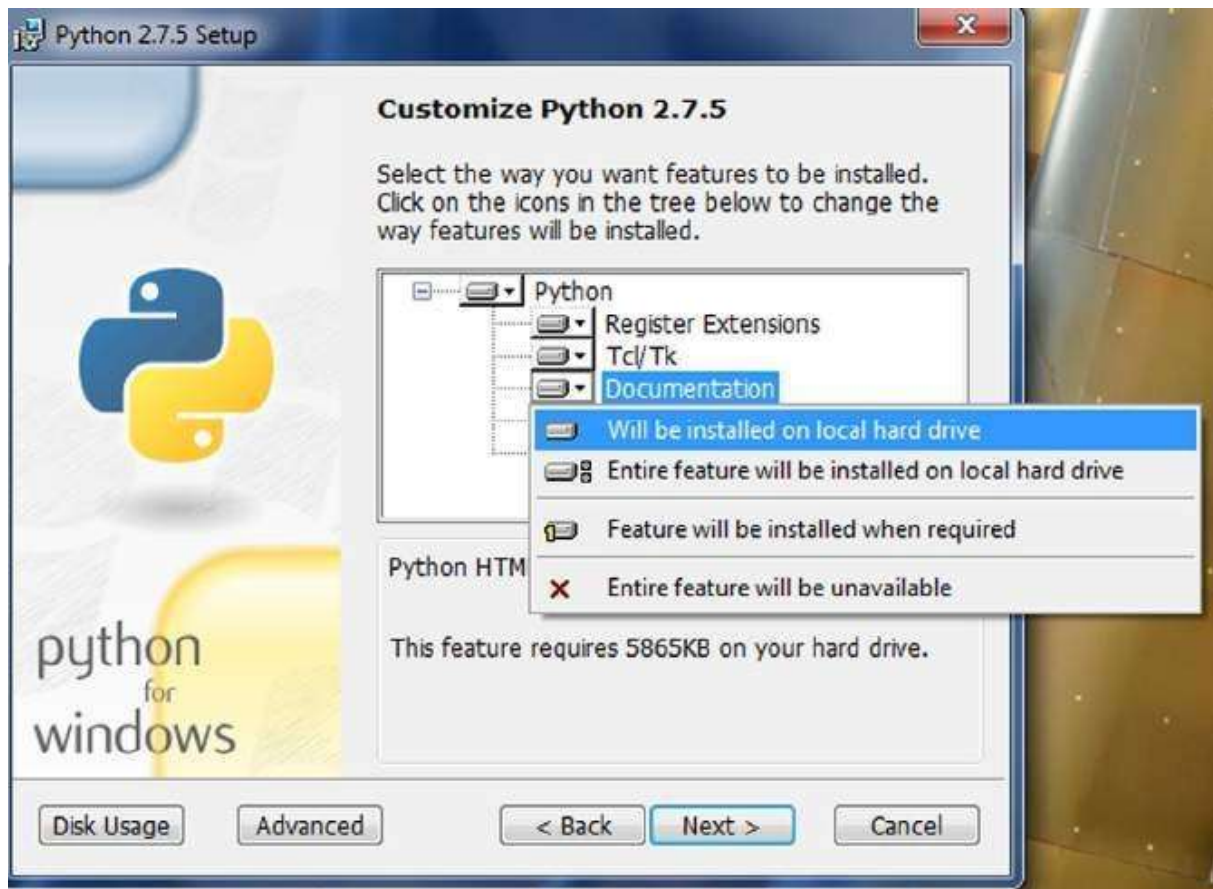 Python 2.7.5 Setup
Customize Python 2.7.5
Select the way you want features to be installed.
Click on the icons in the tree below to change the
way features will be installed.
Python
Register Extensions
Tcl/Tk
Documentation
Will be installed on local hard drive
Entire feature will be installed on local hard drive
Feature will be installed when required
Entire feature will be unavailable
Python HTM
This feature requires 5865KB on your hard drive.
python
for
windows
Disk Usage
Advanced
< Back
Next >
Cancel